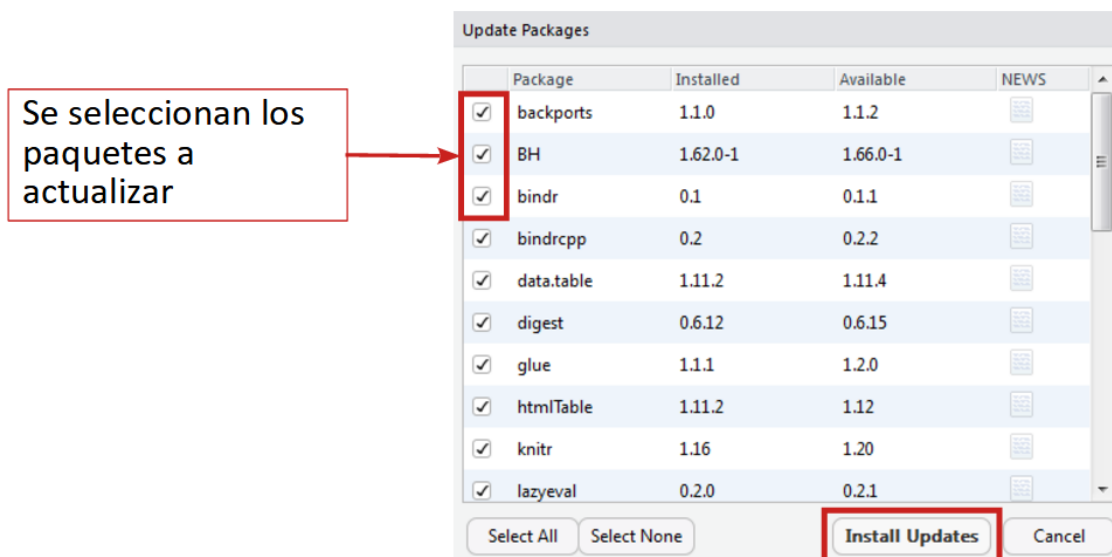 Update Packages
Se seleccionan los
paquetes a
actualizar
Package Installed Available NEWS
backports 1.1.0 1.1.2
BH 1.62.0-1 1.66.0-1
bindr 0.1 0.1.1
bindrcpp 0.2 0.2.2
data.table 1.11.2 1.11.4
digest 0.6.12 0.6.15
glue 1.1.1 1.2.0
htmlTable 1.11.2 1.12
knitr 1.16 1.20
lazyeval 0.2.0 0.2.1
Select All Select None Install Updates Cancel